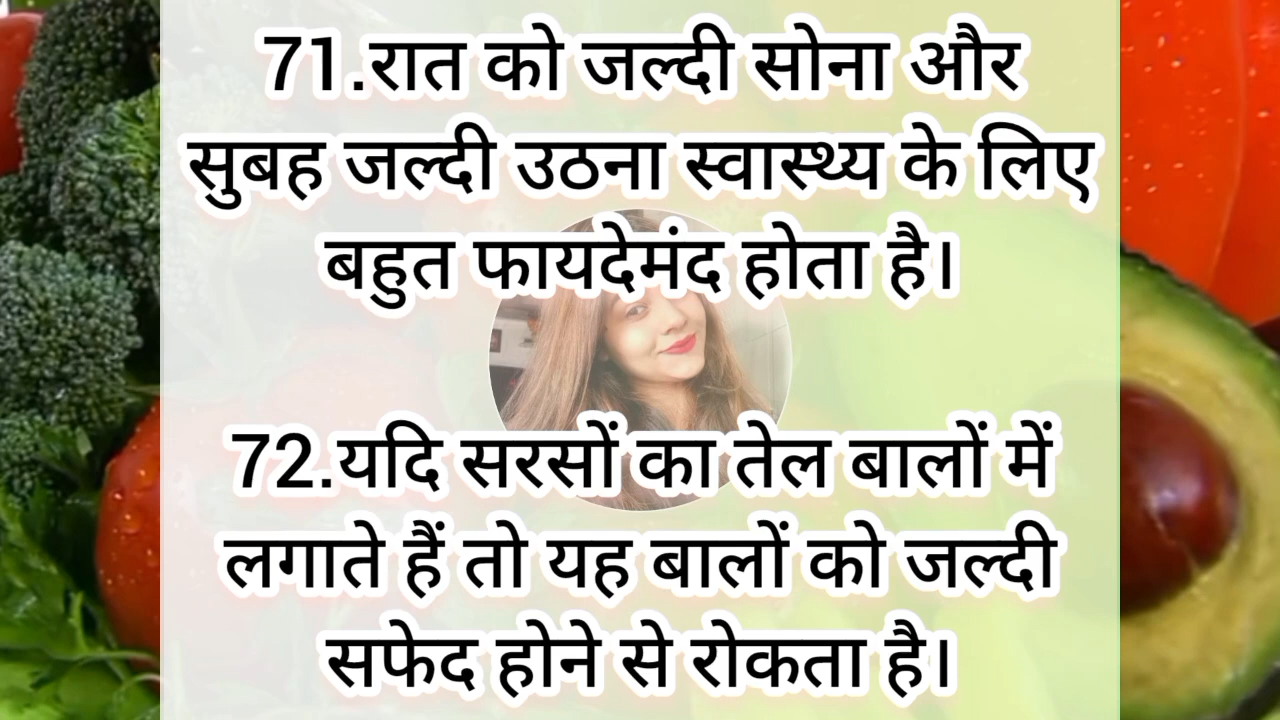 71.रात को जल्दी सोना और
सुबह जल्दी उठना स्वास्थ्य के लिए
बहुत फायदेमंद होता है।
72.यदि सरसों का तेल बालों में
लगाते हैं तो यह बालों को जल्दी
सफेद होने से रोकता है।